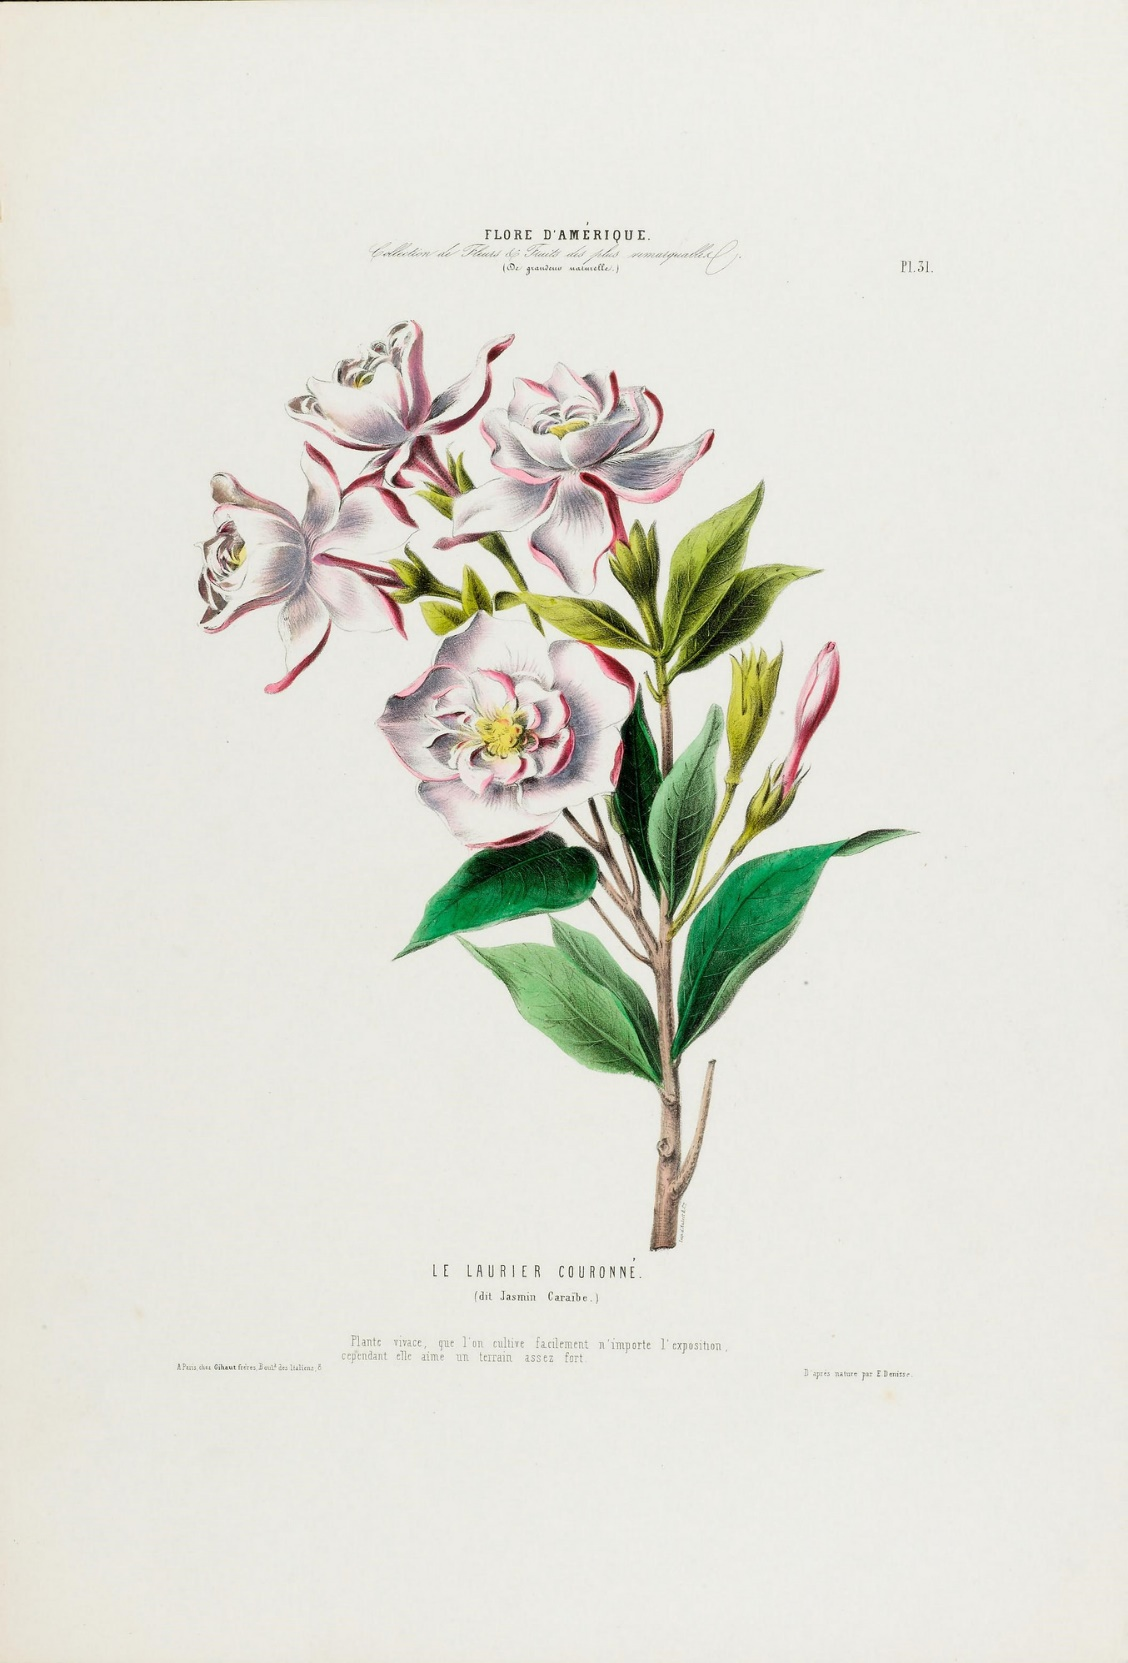 FLORE D'AMÉRIQUE.
Collection de Fleurs & Fruits des plus remarquables
(De grandeur naturelle.)
Pl. 31.
LE LAURIER COURONNÉ.
(dit Jasmin Caraïbe.)
Plante vivace, que l'on cultive facilement n'importe l'exposition,
cependant elle aime un terrain assez fort
A Paris, chez Gihaut frères, Boulᵈ des Italiens, 5
D'après nature par E. Denisse.